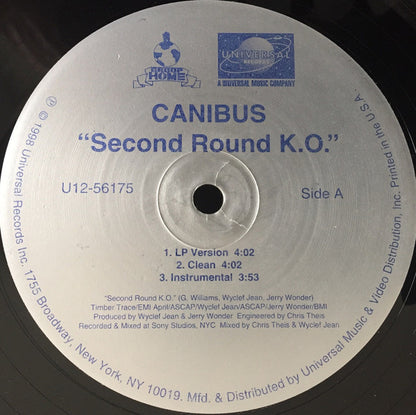 GROUP
HOME
UNIVERSAL
RECORDS
A UNIVERSAL MUSIC COMPANY
CANIBUS
"Second Round K.O."
U12-56175
Side A
1. LP Version 4:02
2. Clean 4:02
3. Instrumental 3:53
"Second Round K.O." (G. Williams, Wyclef Jean, Jerry Wonder)
Timber Trace/EMI April/ASCAP/Wyclef Jean/ASCAP/Jerry Wonder/BMI
Produced by Wyclef Jean & Jerry Wonder Engineered by Chris Theis
Recorded & Mixed at Sony Studios, NYC Mixed by Chris Theis & Wyclef Jean
℗ © 1998 Universal Records Inc. 1755 Broadway, New York, NY 10019. Mfd. & Distributed by Universal Music & Video Distribution, Inc. Printed in the U.S.A.